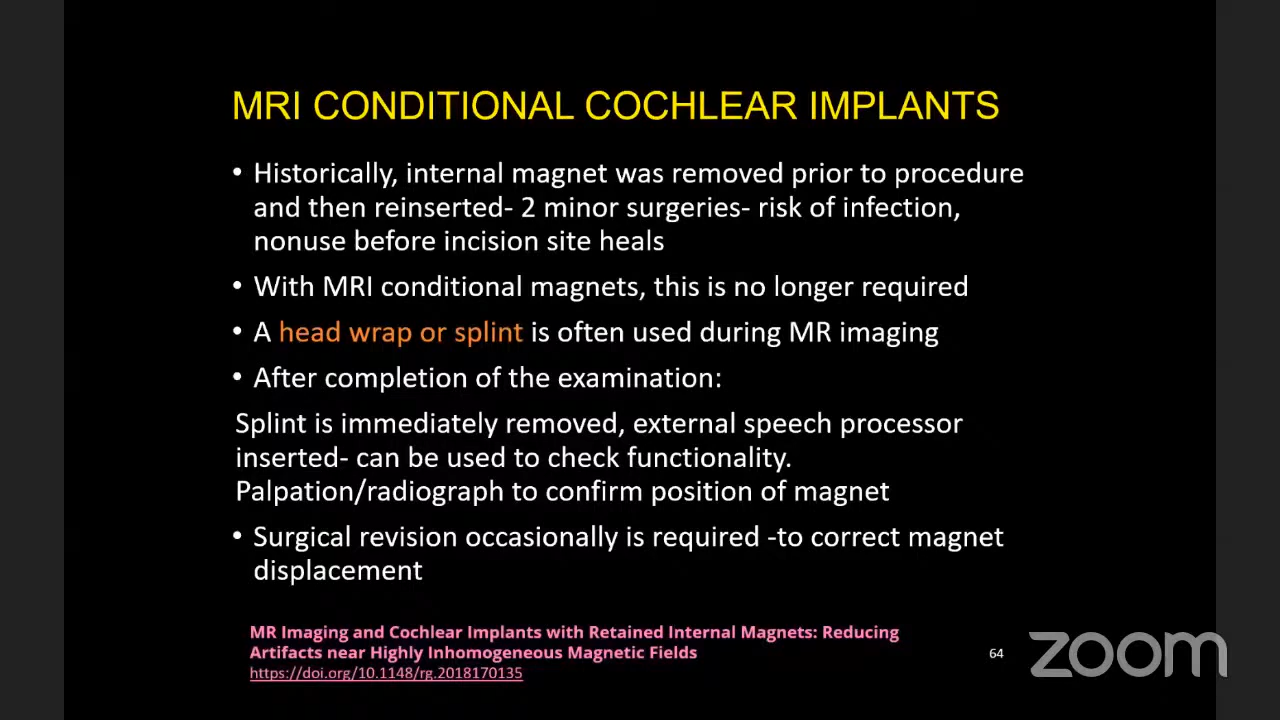 MRI CONDITIONAL COCHLEAR IMPLANTS
• Historically, internal magnet was removed prior to procedure
and then reinserted- 2 minor surgeries- risk of infection,
nonuse before incision site heals
• With MRI conditional magnets, this is no longer required
• A head wrap or splint is often used during MR imaging
• After completion of the examination:
Splint is immediately removed, external speech processor
inserted- can be used to check functionality.
Palpation/radiograph to confirm position of magnet
• Surgical revision occasionally is required -to correct magnet
displacement
MR Imaging and Cochlear Implants with Retained Internal Magnets: Reducing
Artifacts near Highly Inhomogeneous Magnetic Fields
https://doi.org/10.1148/rg.2018170135
64
zoom